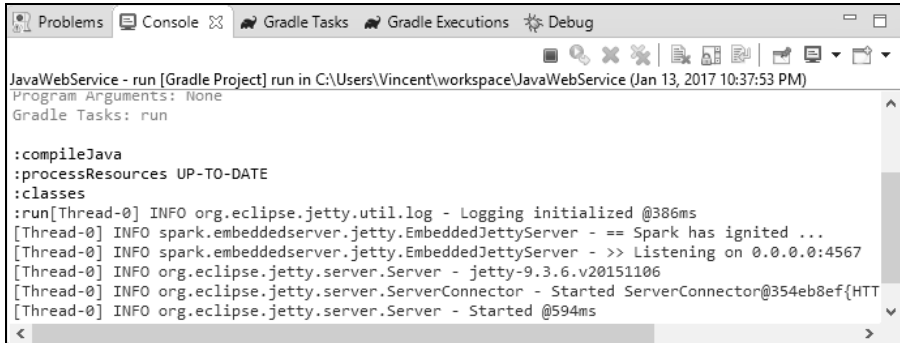 Problems Console Gradle Tasks Gradle Executions Debug
JavaWebService - run [Gradle Project] run in C:\Users\Vincent\workspace\JavaWebService (Jan 13, 2017 10:37:53 PM)
Program Arguments: None
Gradle Tasks: run
:compileJava
:processResources UP-TO-DATE
:classes
:run[Thread-0] INFO org.eclipse.jetty.util.log - Logging initialized @386ms
[Thread-0] INFO spark.embeddedserver.jetty.EmbeddedJettyServer - == Spark has ignited ...
[Thread-0] INFO spark.embeddedserver.jetty.EmbeddedJettyServer - >> Listening on 0.0.0.0:4567
[Thread-0] INFO org.eclipse.jetty.server.Server - jetty-9.3.6.v20151106
[Thread-0] INFO org.eclipse.jetty.server.ServerConnector - Started ServerConnector@354eb8ef{HTT
[Thread-0] INFO org.eclipse.jetty.server.Server - Started @594ms